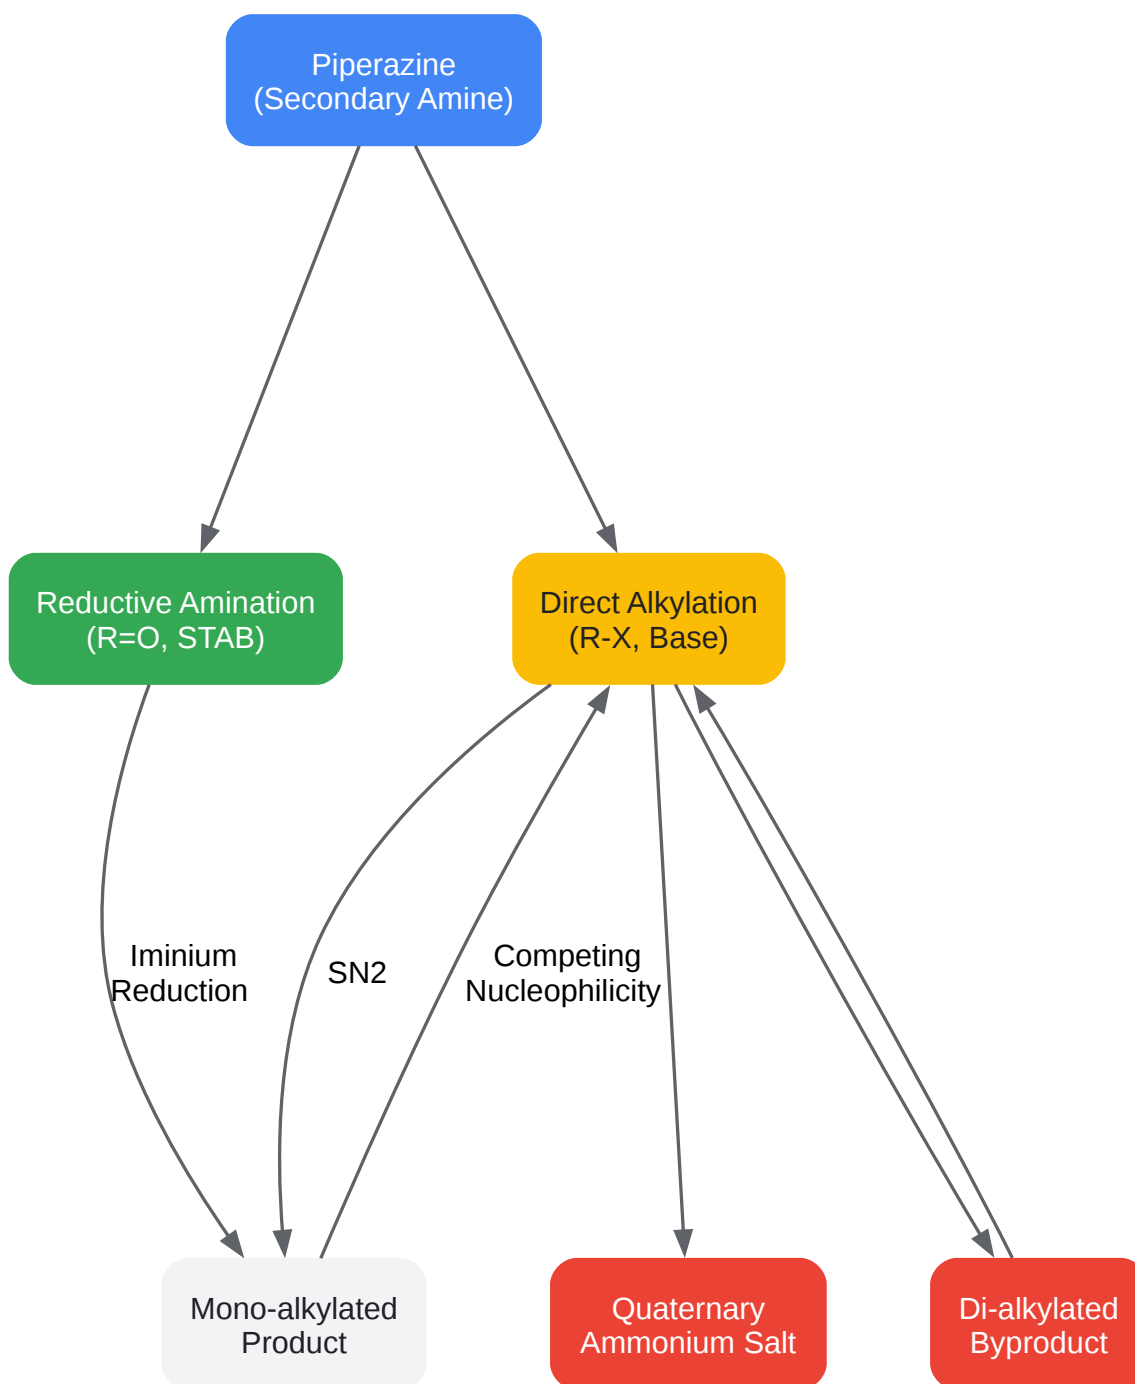 Piperazine
(Secondary Amine)
Reductive Amination
(R=O, STAB)
Direct Alkylation
(R-X, Base)
Iminium
Reduction
SN2
Competing
Nucleophilicity
Mono-alkylated
Product
Quaternary
Ammonium Salt
Di-alkylated
Byproduct